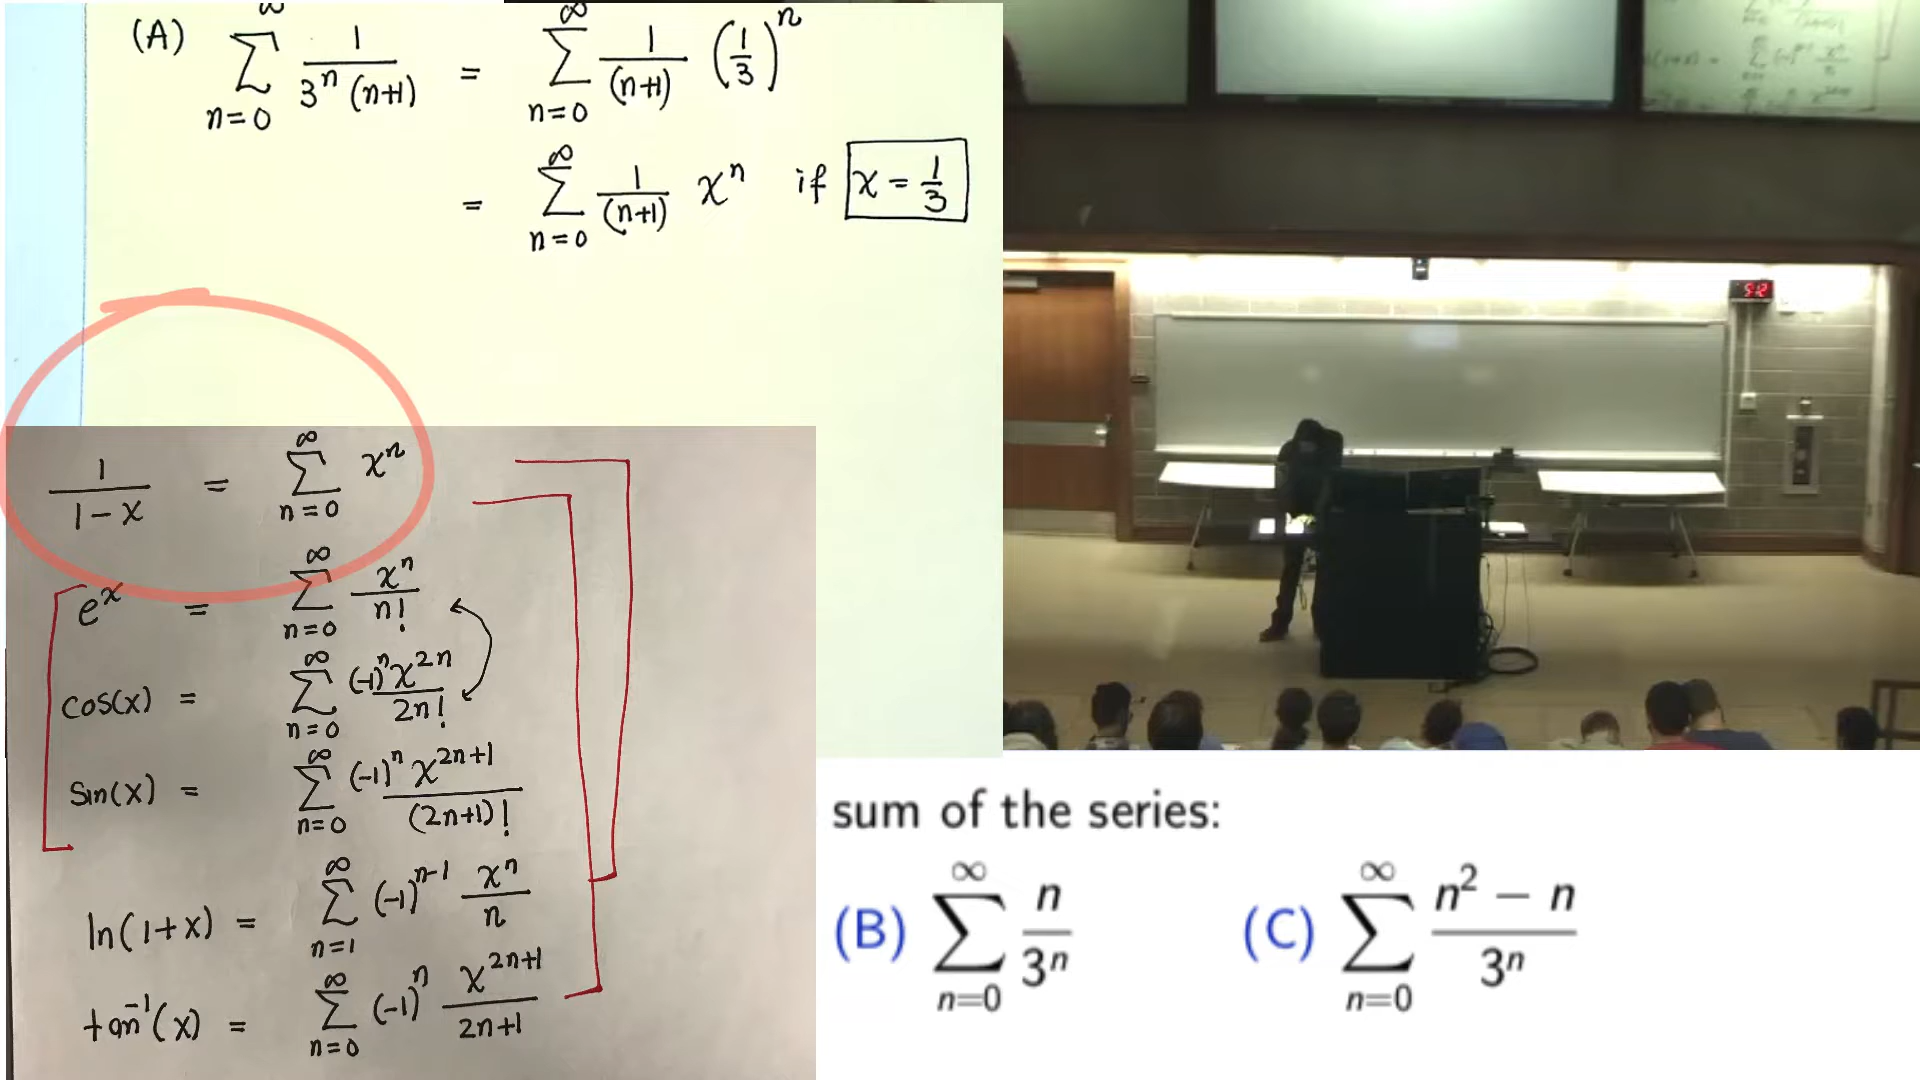 (A) ∑_{n=0}^{∞} 1/(3^n (n+1)) = ∑_{n=0}^{∞} 1/(n+1) (1/3)^n
= ∑_{n=0}^{∞} 1/(n+1) x^n if x = 1/3
1/(1-x) = ∑_{n=0}^{∞} x^n
e^x = ∑_{n=0}^{∞} x^n/n!
cos(x) = ∑_{n=0}^{∞} (-1)^n x^{2n}/2n!
sin(x) = ∑_{n=0}^{∞} (-1)^n x^{2n+1}/(2n+1)!
ln(1+x) = ∑_{n=1}^{∞} (-1)^{n-1} x^n/n
tan^{-1}(x) = ∑_{n=0}^{∞} (-1)^n x^{2n+1}/2n+1
5:12
sum of the series:
(B) ∑_{n=0}^{∞} n/3^n (C) ∑_{n=0}^{∞} n^2 − n/3^n